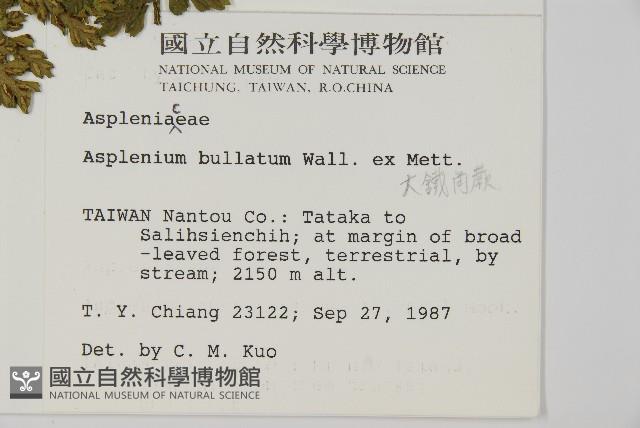 國立自然科學博物館
NATIONAL MUSEUM OF NATURAL SCIENCE
TAICHUNG, TAIWAN, R.O.CHINA
Aspleniaceae
Asplenium bullatum Wall. ex Mett.
大鐵角蕨
TAIWAN Nantou Co.: Tataka to
Salihsienchih; at margin of broad
-leaved forest, terrestrial, by
stream; 2150 m alt.
T. Y. Chiang 23122; Sep 27, 1987
Det. by C. M. Kuo
國立自然科學博物館
NATIONAL MUSEUM OF NATURAL SCIENCE